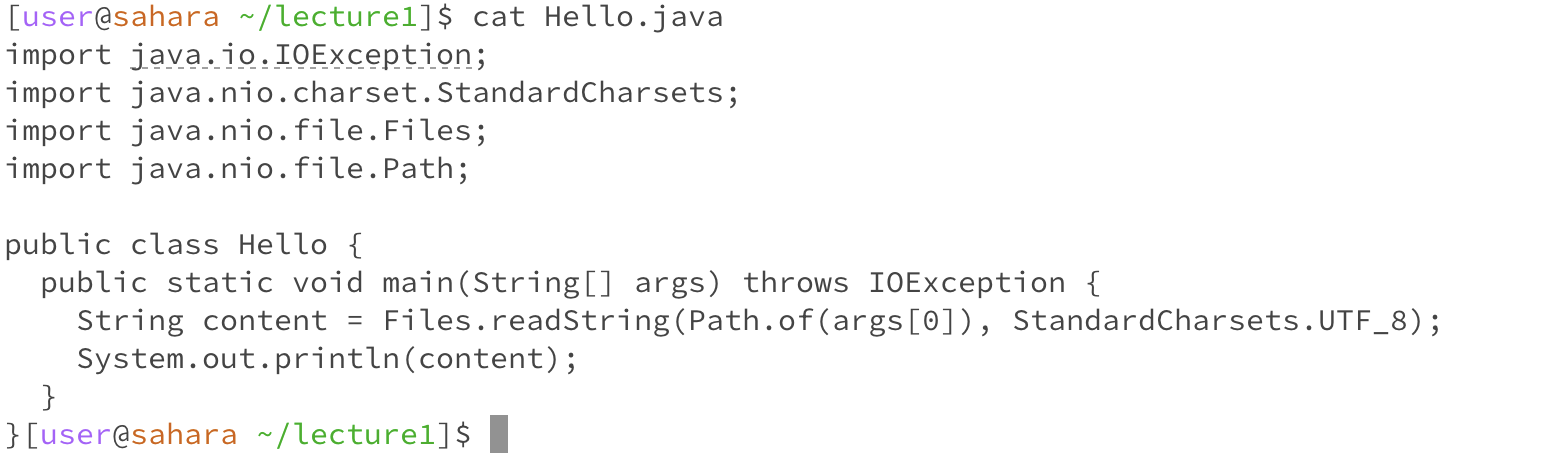 [user@sahara ~/lecture1]$ cat Hello.java
import java.io.IOException;
import java.nio.charset.StandardCharsets;
import java.nio.file.Files;
import java.nio.file.Path;

public class Hello {
  public static void main(String[] args) throws IOException {
    String content = Files.readString(Path.of(args[0]), StandardCharsets.UTF_8);
    System.out.println(content);
  }
}[user@sahara ~/lecture1]$